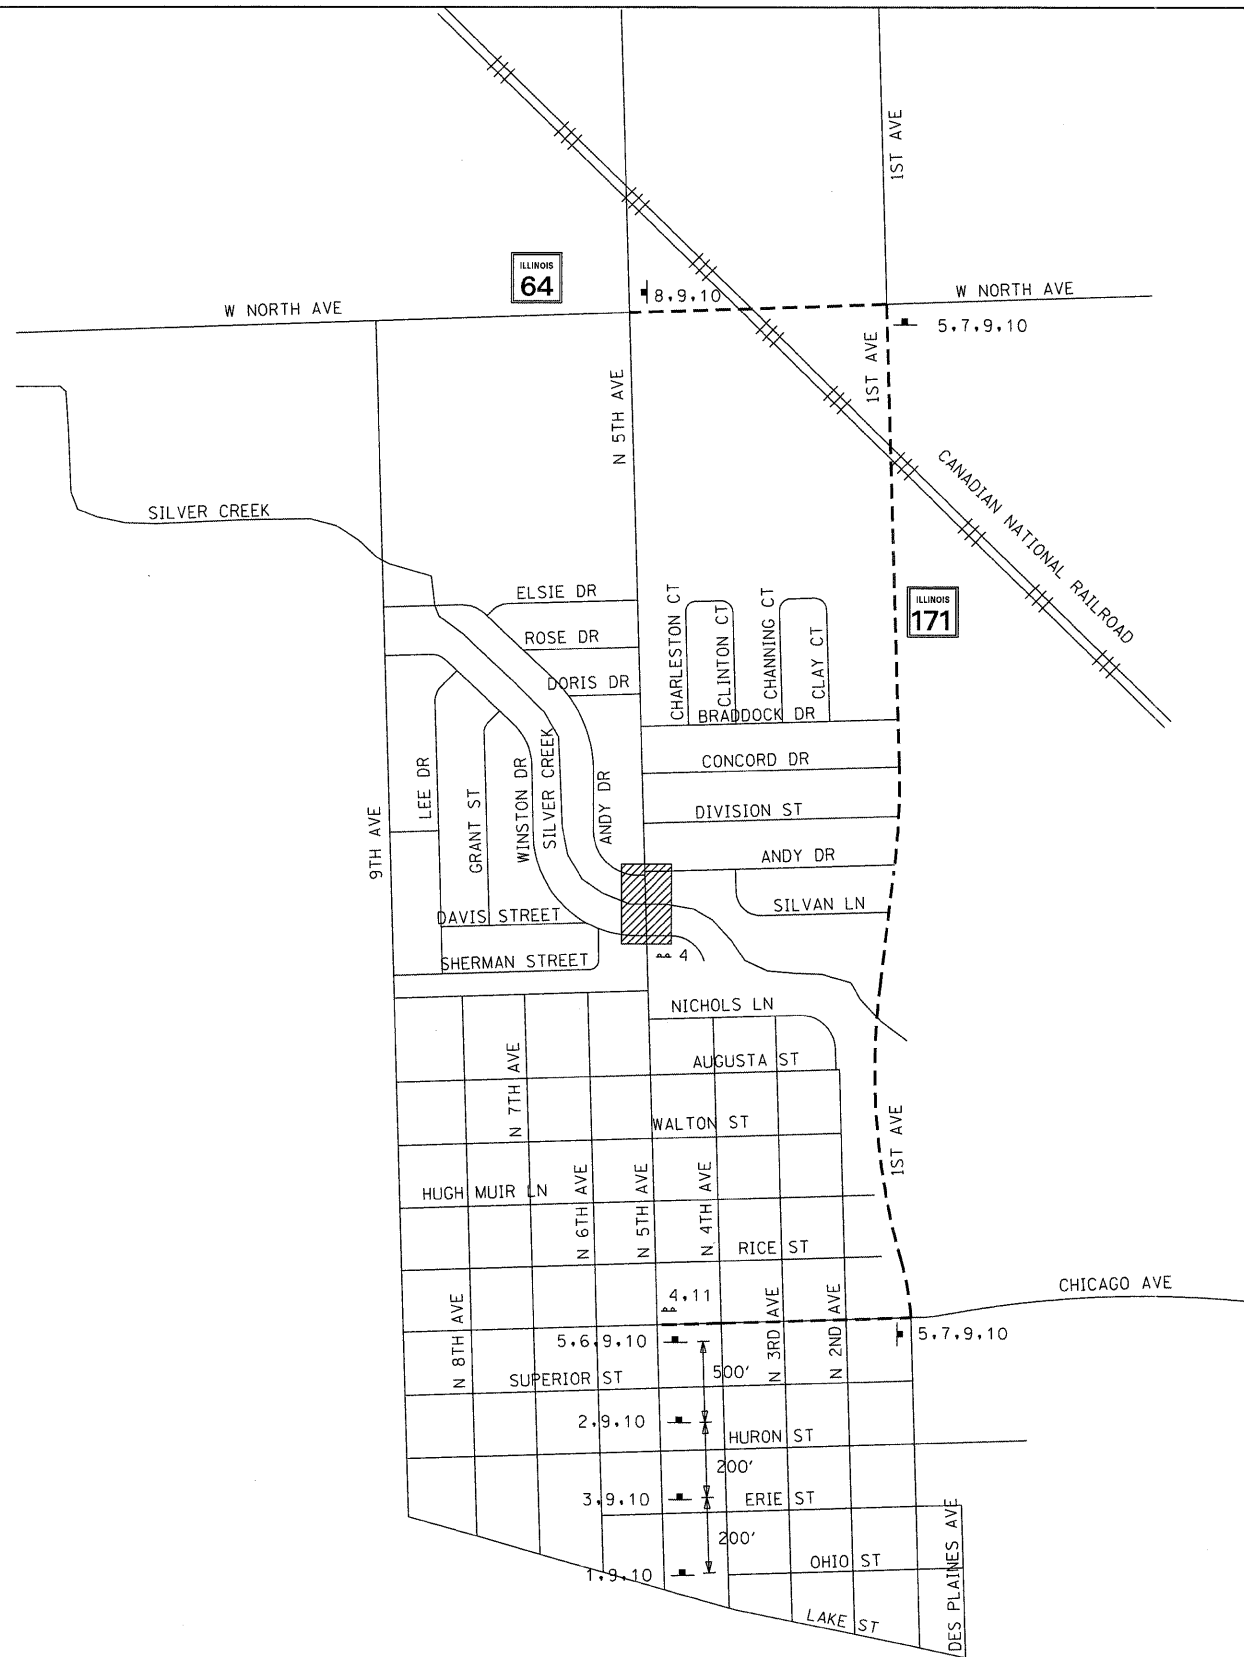 1ST AVE
ILLINOIS
64
8,9,10
W NORTH AVE
W NORTH AVE
5,7,9,10
1ST AVE
N 5TH AVE
CANADIAN NATIONAL RAILROAD
SILVER CREEK
ELSIE DR
ROSE DR
DORIS DR
CHARLESTON CT
CLINTON CT
CHANNING CT
CLAY CT
ILLINOIS
171
BRADDOCK DR
CONCORD DR
DIVISION ST
ANDY DR
SILVAN LN
9TH AVE
LEE DR
GRANT ST
WINSTON DR
SILVER CREEK
ANDY DR
DAVIS STREET
SHERMAN STREET
4
NICHOLS LN
AUGUSTA ST
N 7TH AVE
WALTON ST
HUGH MUIR LN
N 6TH AVE
N 5TH AVE
N 4TH AVE
1ST AVE
RICE ST
4,11
CHICAGO AVE
N 8TH AVE
N 3RD AVE
N 2ND AVE
5,6,9,10
5,7,9,10
SUPERIOR ST
500'
2,9,10
HURON ST
200'
3,9,10
ERIE ST
200'
OHIO ST
1,9,10
LAKE ST
DES PLAINES AVE